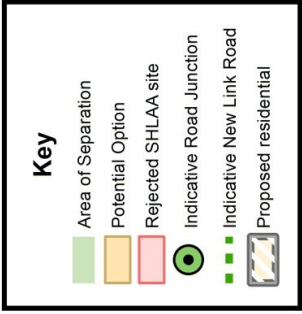 Key
Area of Separation
Potential Option
Rejected SHLAA site
Indicative Road Junction
Indicative New Link Road
Proposed residential